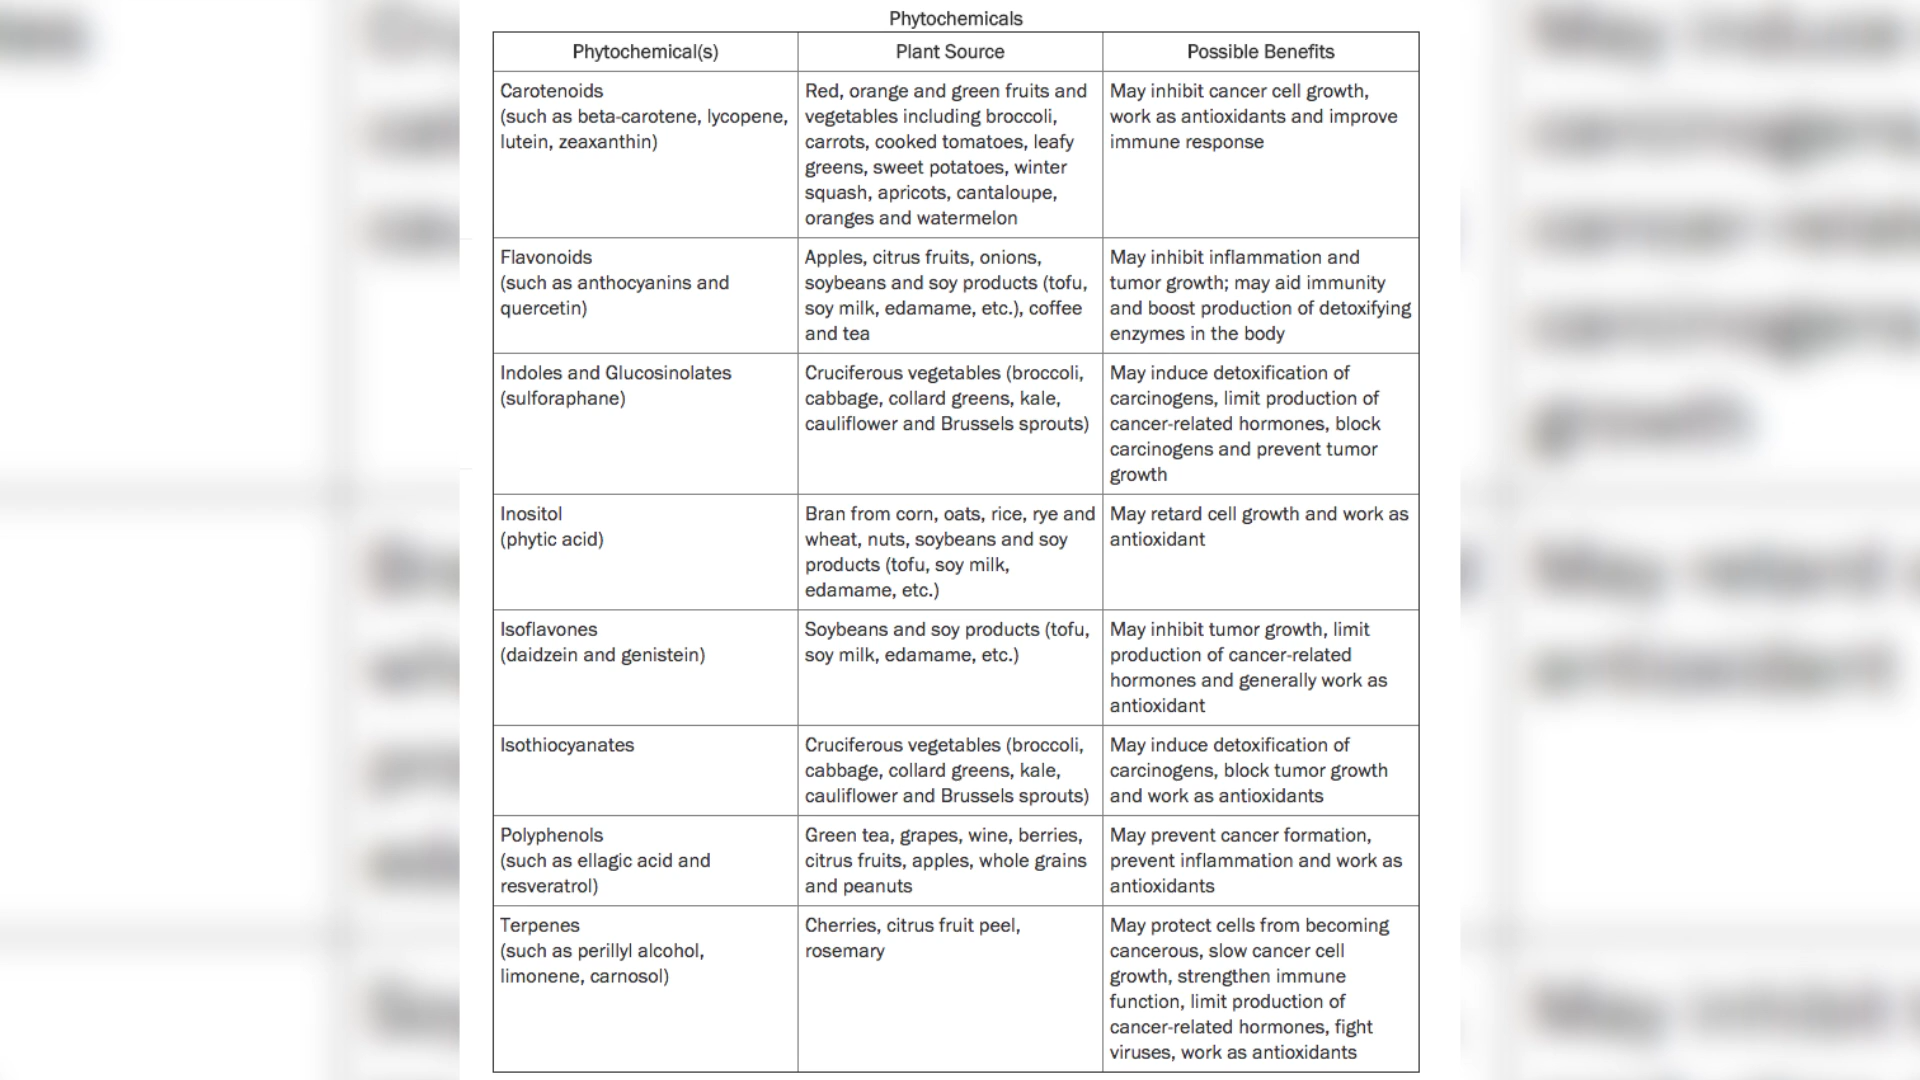 Phytochemicals
Phytochemical(s)
Plant Source
Possible Benefits
Carotenoids
(such as beta-carotene, lycopene,
lutein, zeaxanthin)
Red, orange and green fruits and
vegetables including broccoli,
carrots, cooked tomatoes, leafy
greens, sweet potatoes, winter
squash, apricots, cantaloupe,
oranges and watermelon
May inhibit cancer cell growth,
work as antioxidants and improve
immune response
Flavonoids
(such as anthocyanins and
quercetin)
Apples, citrus fruits, onions,
soybeans and soy products (tofu,
soy milk, edamame, etc.), coffee
and tea
May inhibit inflammation and
tumor growth; may aid immunity
and boost production of detoxifying
enzymes in the body
Indoles and Glucosinolates
(sulforaphane)
Cruciferous vegetables (broccoli,
cabbage, collard greens, kale,
cauliflower and Brussels sprouts)
May induce detoxification of
carcinogens, limit production of
cancer-related hormones, block
carcinogens and prevent tumor
growth
Inositol
(phytic acid)
Bran from corn, oats, rice, rye and
wheat, nuts, soybeans and soy
products (tofu, soy milk,
edamame, etc.)
May retard cell growth and work as
antioxidant
Isoflavones
(daidzein and genistein)
Soybeans and soy products (tofu,
soy milk, edamame, etc.)
May inhibit tumor growth, limit
production of cancer-related
hormones and generally work as
antioxidant
Isothiocyanates
Cruciferous vegetables (broccoli,
cabbage, collard greens, kale,
cauliflower and Brussels sprouts)
May induce detoxification of
carcinogens, block tumor growth
and work as antioxidants
Polyphenols
(such as ellagic acid and
resveratrol)
Green tea, grapes, wine, berries,
citrus fruits, apples, whole grains
and peanuts
May prevent cancer formation,
prevent inflammation and work as
antioxidants
Terpenes
(such as perillyl alcohol,
limonene, carnosol)
Cherries, citrus fruit peel,
rosemary
May protect cells from becoming
cancerous, slow cancer cell
growth, strengthen immune
function, limit production of
cancer-related hormones, fight
viruses, work as antioxidants